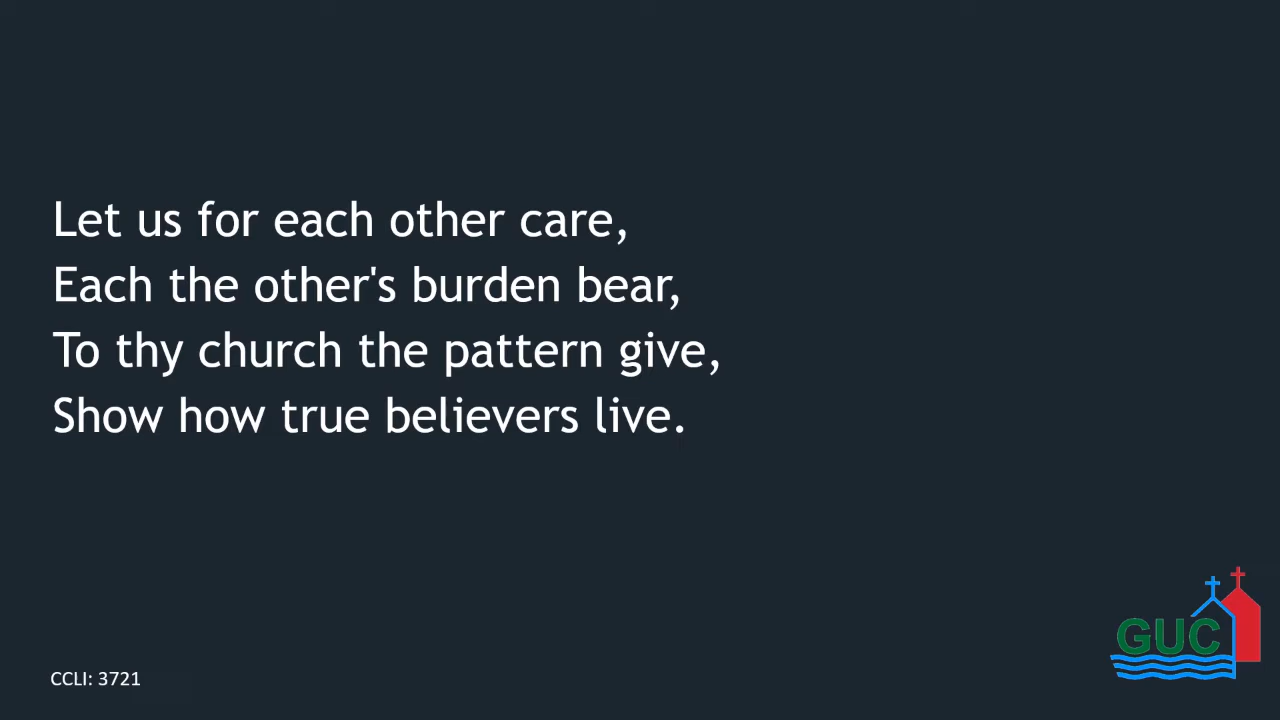 Let us for each other care,
Each the other's burden bear,
To thy church the pattern give,
Show how true believers live.
GUC
CCLI: 3721